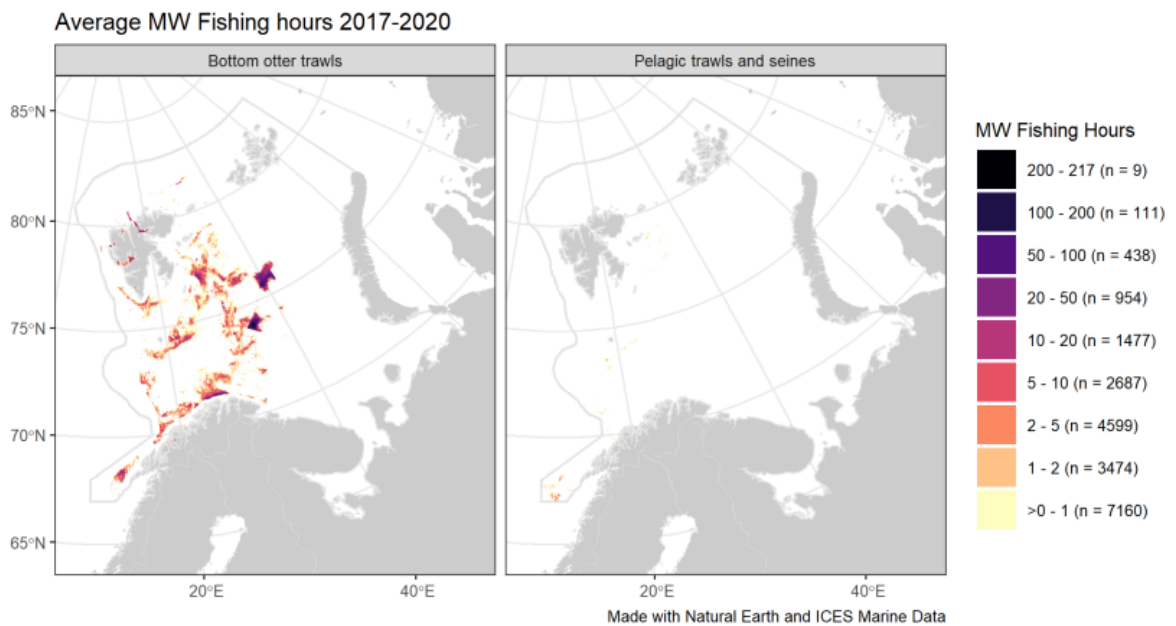 Average MW Fishing hours 2017-2020
Bottom otter trawls
Pelagic trawls and seines
85°N
80°N
75°N
70°N
65°N
20°E
40°E
20°E
40°E
MW Fishing Hours
200 - 217 (n = 9)
100 - 200 (n = 111)
50 - 100 (n = 438)
20 - 50 (n = 954)
10 - 20 (n = 1477)
5 - 10 (n = 2687)
2 - 5 (n = 4599)
1 - 2 (n = 3474)
>0 - 1 (n = 7160)
Made with Natural Earth and ICES Marine Data